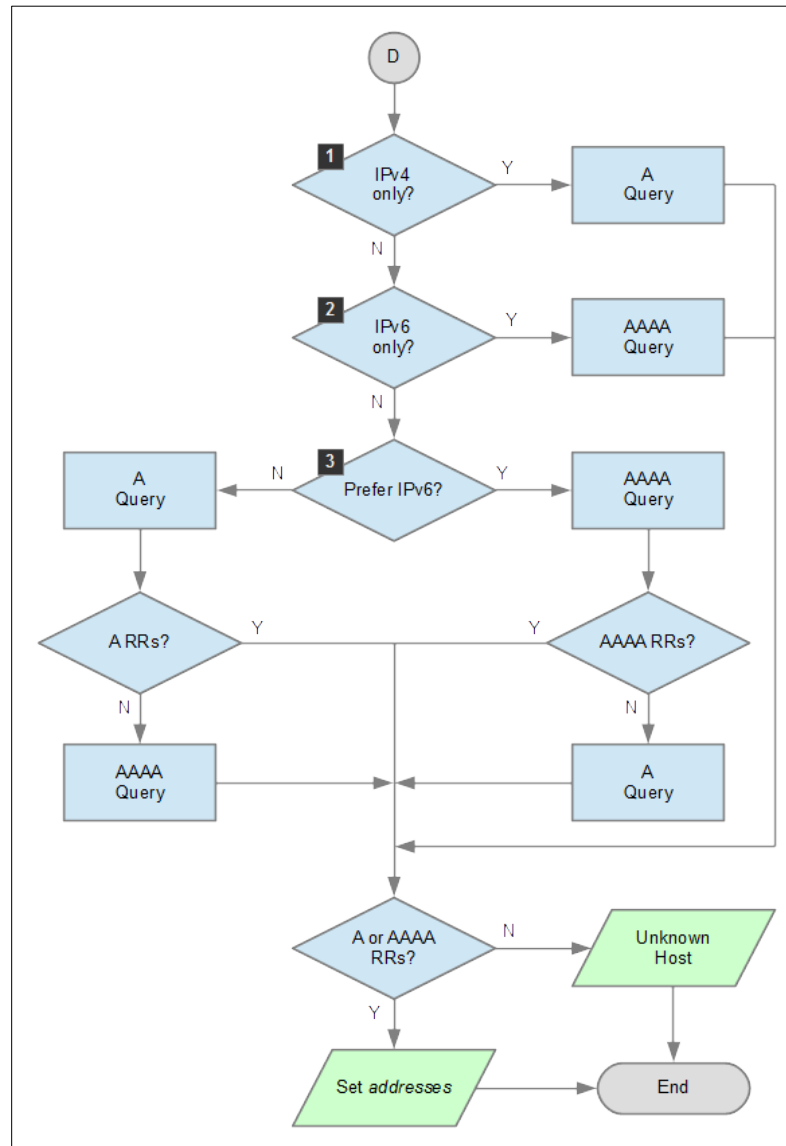 D
1
IPv4
only?
Y
A
Query
N
2
IPv6
only?
Y
AAAA
Query
N
A
Query
N
3
Prefer IPv6?
Y
AAAA
Query
A RRs?
Y
Y
AAAA RRs?
N
N
AAAA
Query
A
Query
A or AAAA
RRs?
N
Unknown
Host
Y
Set addresses
End